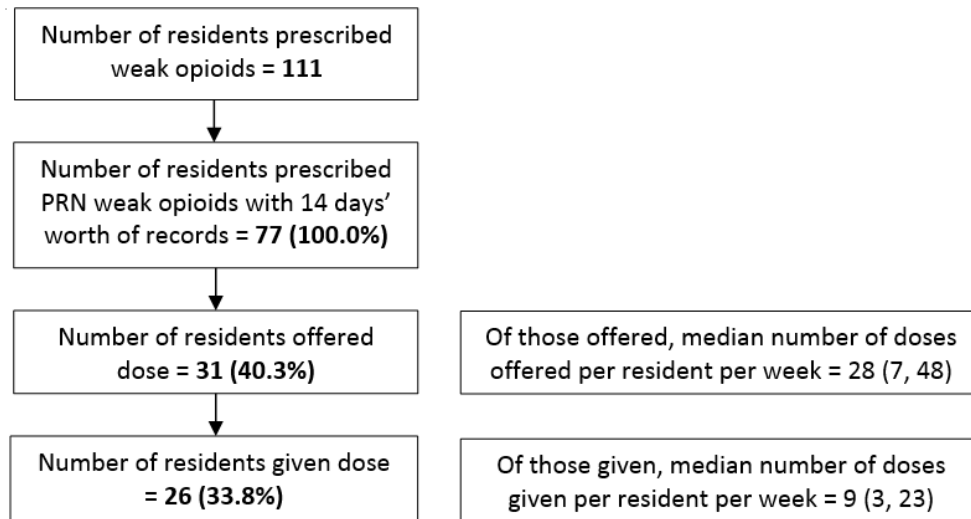 Number of residents prescribed
weak opioids = 111
Number of residents prescribed
PRN weak opioids with 14 days’
worth of records = 77 (100.0%)
Number of residents offered
dose = 31 (40.3%)
Of those offered, median number of doses
offered per resident per week = 28 (7, 48)
Number of residents given dose
= 26 (33.8%)
Of those given, median number of doses
given per resident per week = 9 (3, 23)